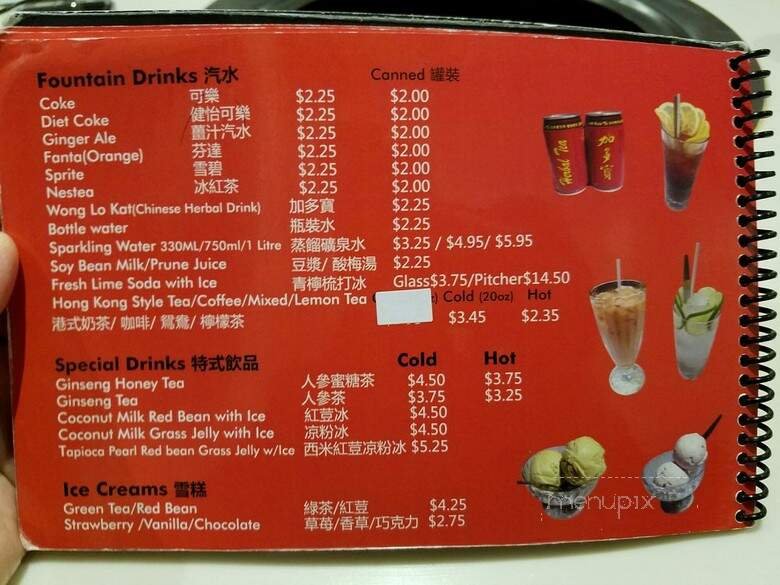 Fountain Drinks 汽水 Canned 罐裝
Coke 可樂 $2.25 $2.00
Diet Coke 健怡可樂 $2.25 $2.00
Ginger Ale 薑汁汽水 $2.25 $2.00
Fanta(Orange) 芬達 $2.25 $2.00
Sprite 雪碧 $2.25 $2.00
Nestea 冰紅茶 $2.25 $2.00
Wong Lo Kat(Chinese Herbal Drink) 加多寶 $2.25
Bottle water 瓶裝水 $2.25
Sparkling Water 330ML/750ml/1 Litre 蒸餾礦泉水 $3.25 / $4.95/ $5.95
Soy Bean Milk/Prune Juice 豆漿/ 酸梅湯 $2.25
Fresh Lime Soda with Ice 青檸梳打冰 Glass$3.75/Pitcher$14.50
Hong Kong Style Tea/Coffee/Mixed/Lemon Tea Cold (20oz) Hot
港式奶茶/ 咖啡/ 鴛鴦/ 檸檬茶 $3.45 $2.35
Special Drinks 特式飲品 Cold Hot
Ginseng Honey Tea 人參蜜糖茶 $4.50 $3.75
Ginseng Tea 人參茶 $3.75 $3.25
Coconut Milk Red Bean with Ice 紅荳冰 $4.50
Coconut Milk Grass Jelly with Ice 凉粉冰 $4.50
Tapioca Pearl Red bean Grass Jelly w/Ice 西米紅荳凉粉冰 $5.25
Ice Creams 雪糕
Green Tea/Red Bean 綠茶/紅荳 $4.25
Strawberry /Vanilla/Chocolate 草苺/香草/巧克力 $2.75
加多寶
menupix